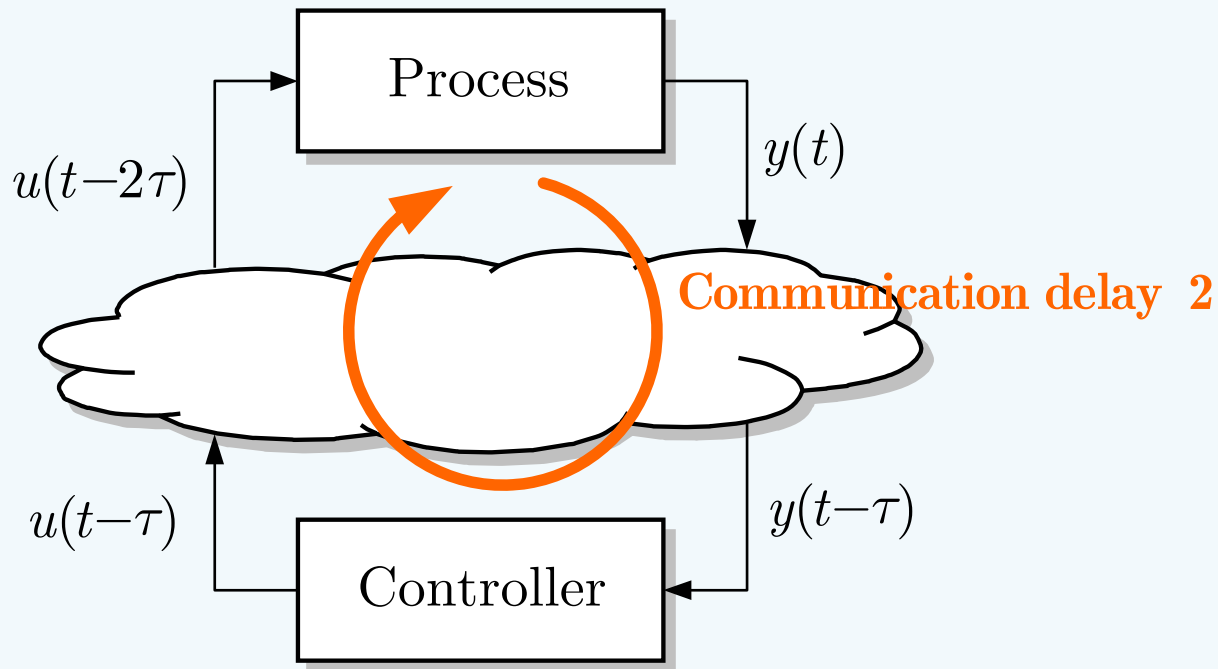 Process
y(t)
u(t−2τ)
Communication delay 2
y(t−τ)
u(t−τ)
Controller